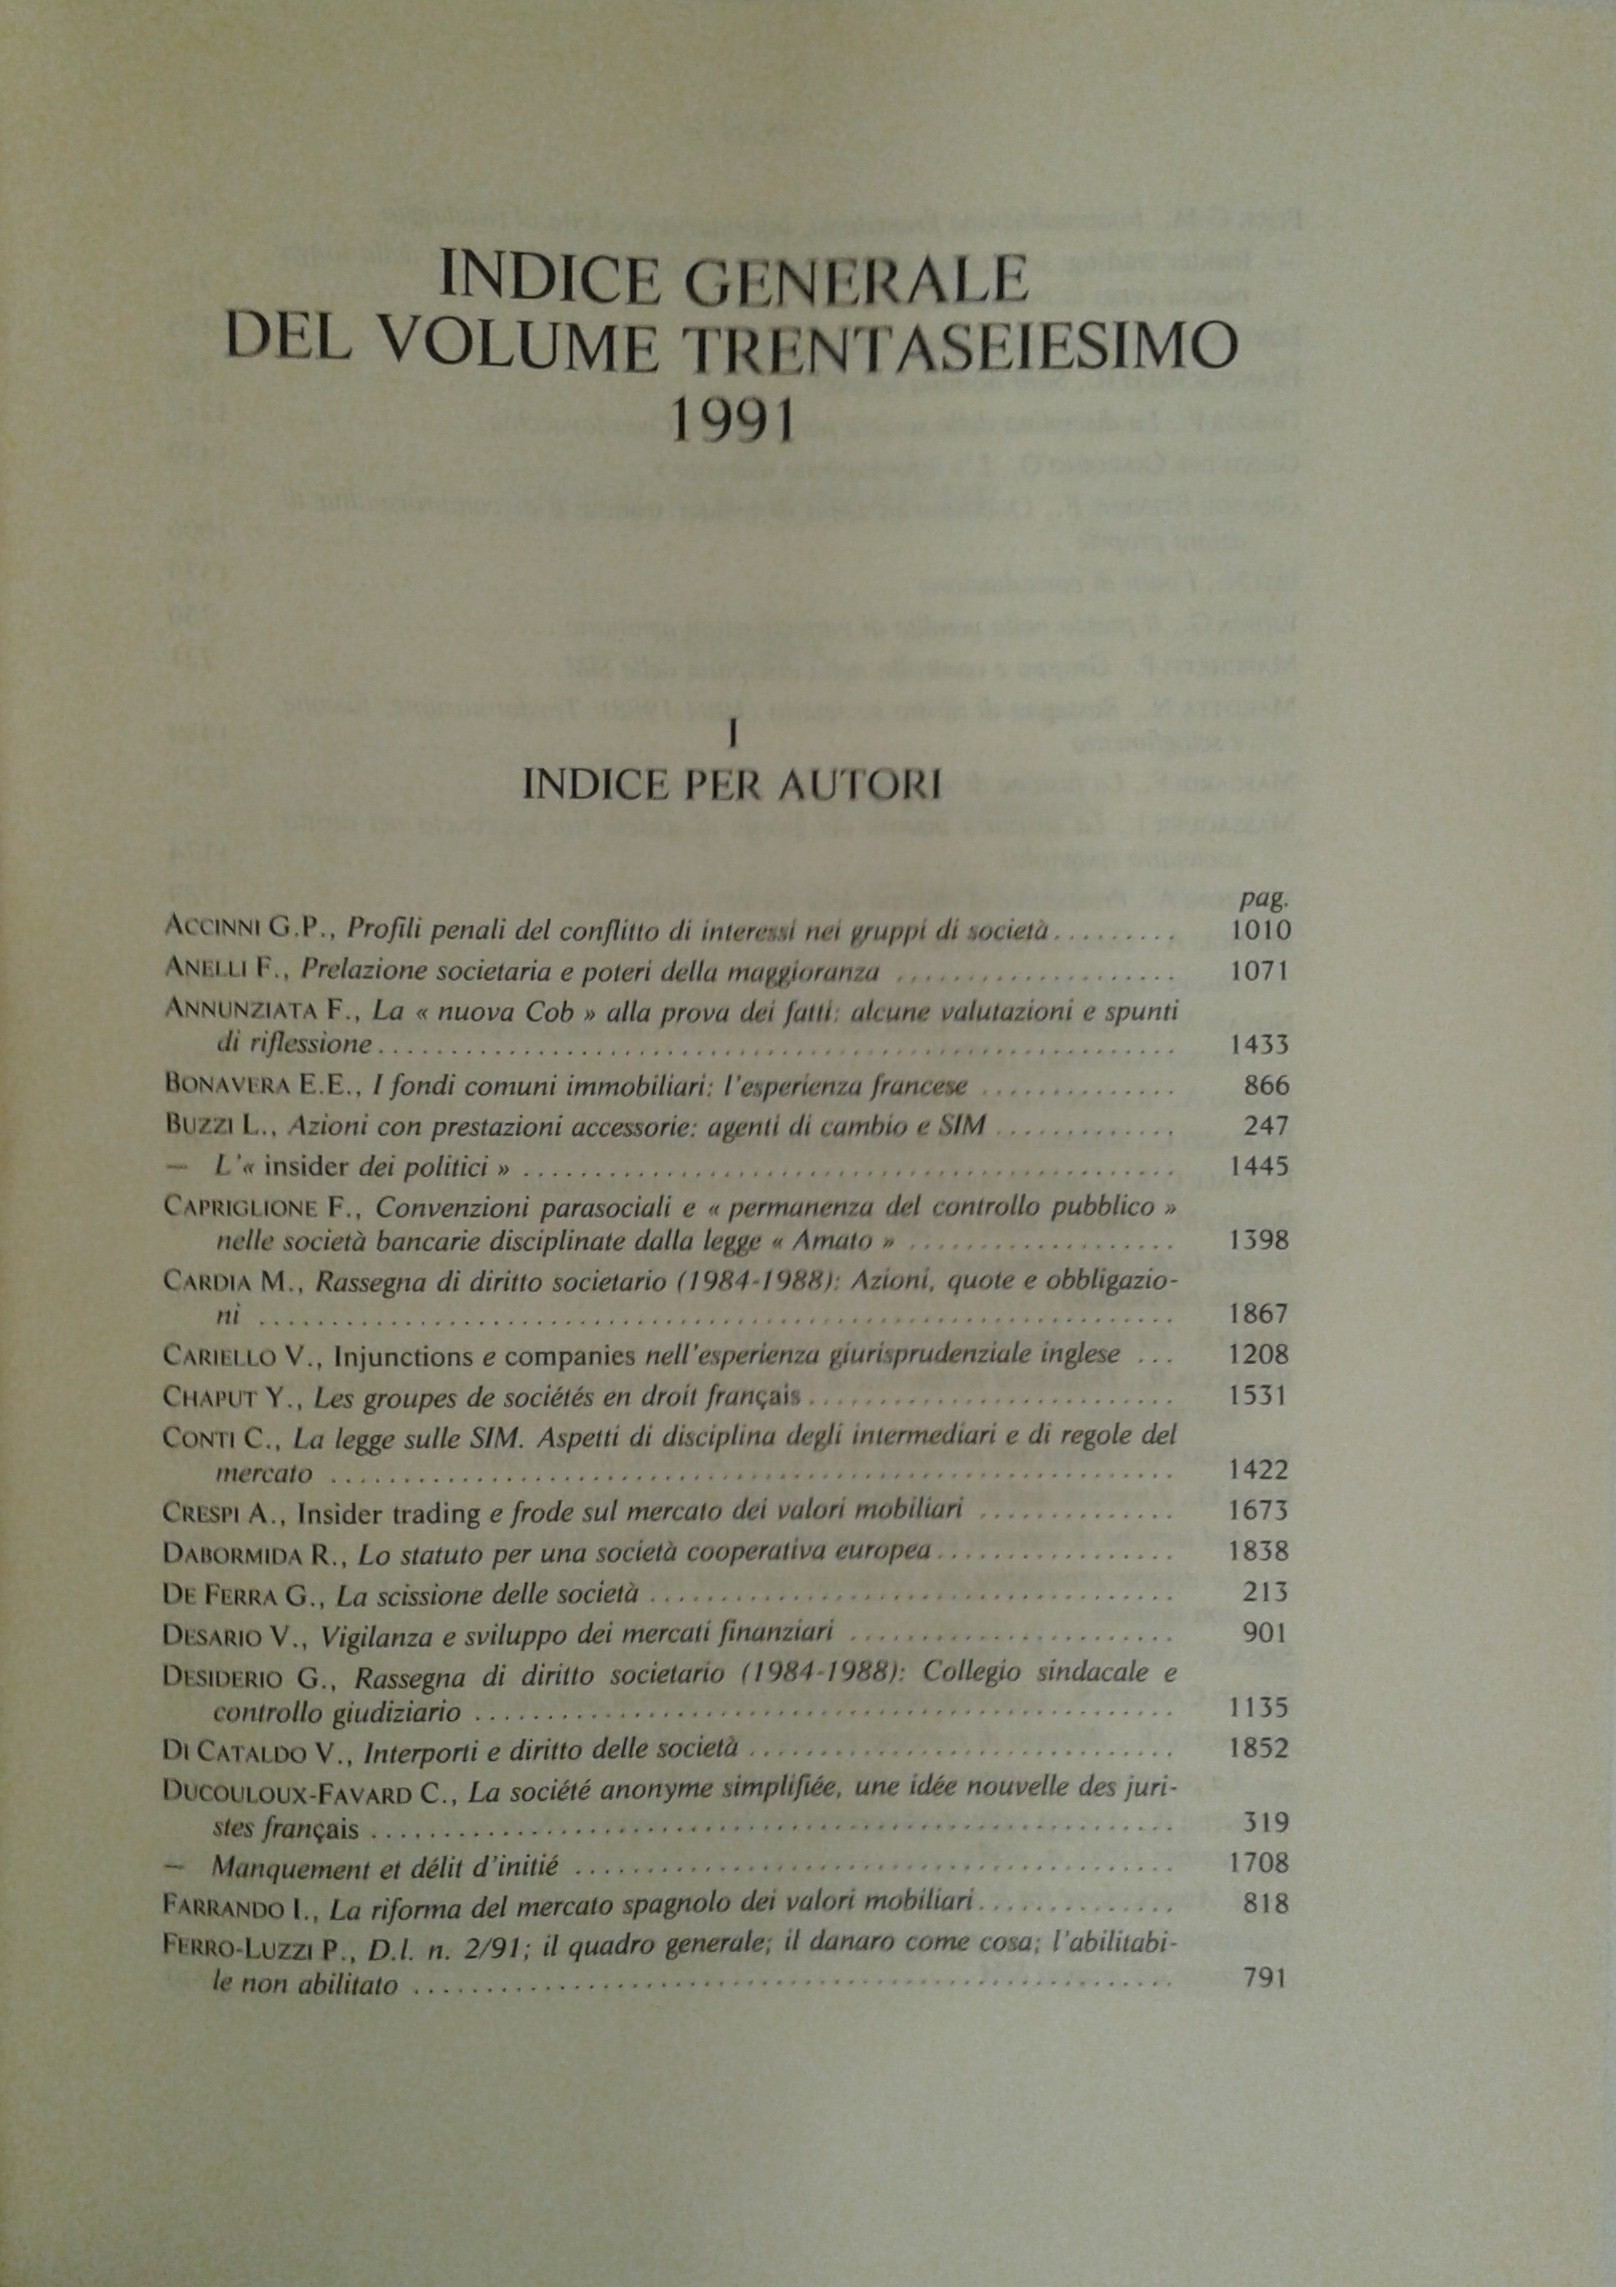 INDICE GENERALE
DEL VOLUME TRENTASEIESIMO
1991
I
INDICE PER AUTORI
pag.
ACCINNI G.P., Profili penali del conflitto di interessi nei gruppi di società ......... 1010
ANELLI F., Prelazione societaria e poteri della maggioranza ................... 1071
ANNUNZIATA F., La « nuova Cob » alla prova dei fatti: alcune valutazioni e spunti
di riflessione ....................................................... 1433
BONAVERA E.E., I fondi comuni immobiliari: l'esperienza francese .............. 866
BUZZI L., Azioni con prestazioni accessorie: agenti di cambio e SIM ............. 247
— L'« insider dei politici » ............................................. 1445
CAPRIGLIONE F., Convenzioni parasociali e « permanenza del controllo pubblico »
nelle società bancarie disciplinate dalla legge « Amato » ................... 1398
CARDIA M., Rassegna di diritto societario (1984-1988): Azioni, quote e obbligazio-
ni ............................................................... 1867
CARIELLO V., Injunctions e companies nell'esperienza giurisprudenziale inglese ... 1208
CHAPUT Y., Les groupes de sociétés en droit français ......................... 1531
CONTI C., La legge sulle SIM. Aspetti di disciplina degli intermediari e di regole del
mercato .......................................................... 1422
CRESPI A., Insider trading e frode sul mercato dei valori mobiliari .............. 1673
DABORMIDA R., Lo statuto per una società cooperativa europea ................. 1838
DE FERRA G., La scissione delle società .................................... 213
DESARIO V., Vigilanza e sviluppo dei mercati finanziari ....................... 901
DESIDERIO G., Rassegna di diritto societario (1984-1988): Collegio sindacale e
controllo giudiziario ................................................ 1135
DI CATALDO V., Interporti e diritto delle società ............................. 1852
DUCOULOUX-FAVARD C., La société anonyme simplifiée, une idée nouvelle des juri-
stes français ....................................................... 319
— Manquement et délit d'initié ......................................... 1708
FARRANDO I., La riforma del mercato spagnolo dei valori mobiliari .............. 818
FERRO-LUZZI P., D.l. n. 2/91; il quadro generale; il danaro come cosa; l'abilitabi-
le non abilitato .................................................... 791